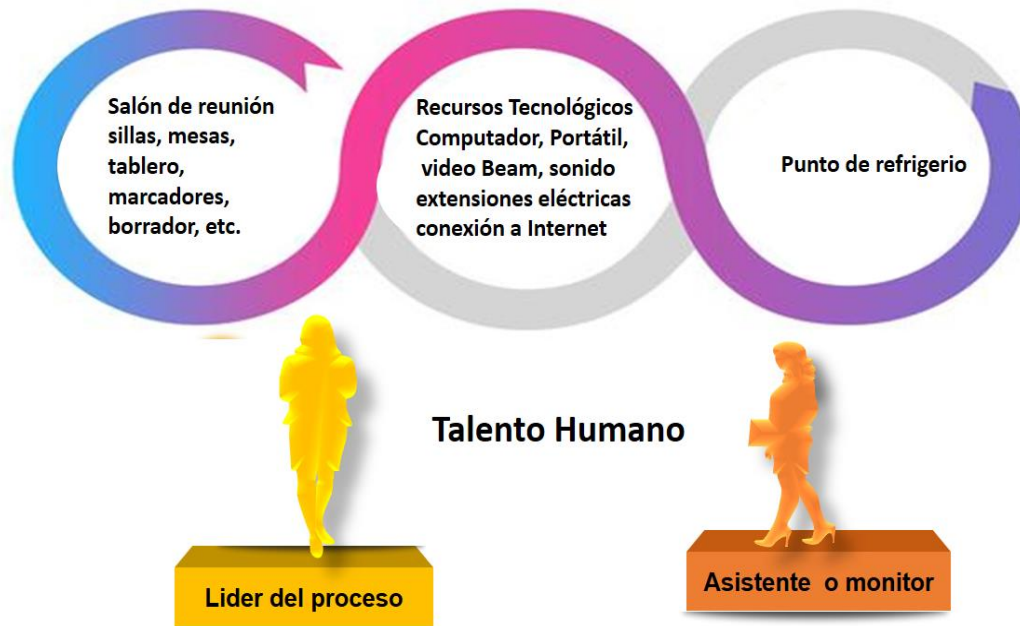 Salón de reunión
sillas, mesas,
tablero,
marcadores,
borrador, etc.
Recursos Tecnológicos
Computador, Portátil,
video Beam, sonido
extensiones eléctricas
conexión a Internet
Punto de refrigerio
Talento Humano
Lider del proceso
Asistente o monitor